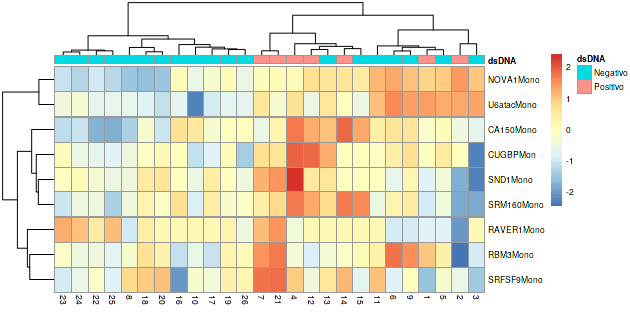 dsDNA
NOVA1Mono
U6atacMono
CA150Mono
CUGBPMon
SND1Mono
SRM160Mono
RAVER1Mono
RBM3Mono
SRFSF9Mono
23 24 22 25 8 18 20 16 10 17 19 26 7 21 4 12 13 14 15 11 6 9 1 5 2 3
2
1
0
-1
-2
dsDNA
Negativo
Positivo